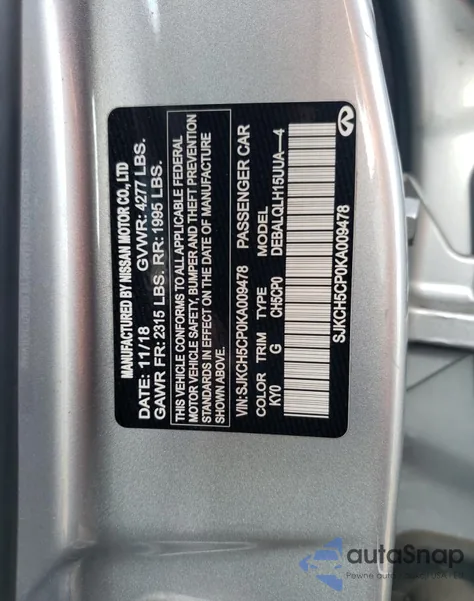 MANUFACTURED BY NISSAN MOTOR CO., LTD
DATE: 11/18 GVWR: 4277 LBS.
GAWR FR: 2315 LBS. RR: 1995 LBS.
THIS VEHICLE CONFORMS TO ALL APPLICABLE FEDERAL
MOTOR VEHICLE SAFETY, BUMPER AND THEFT PREVENTION
STANDARDS IN EFFECT ON THE DATE OF MANUFACTURE
SHOWN ABOVE.
VIN:SJKCH5CP0KA009478 PASSENGER CAR
COLOR TRIM TYPE MODEL
KY0 G CH5CP0 DEBALQLH15UUA-4
SJKCH5CP0KA009478
autaSnap